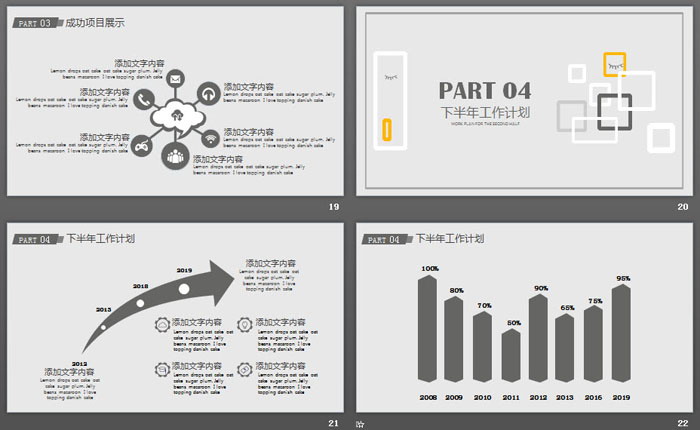 PART 03 成功项目展示
添加文字内容
Lemon drops oat cake oat cake sugar plum. Jelly
beans macaroon I love topping danish cake
添加文字内容
Lemon drops oat cake oat cake sugar plum. Jelly
beans macaroon I love topping danish cake
添加文字内容
Lemon drops oat cake oat cake sugar plum. Jelly
beans macaroon I love topping danish cake
添加文字内容
Lemon drops oat cake oat cake sugar plum. Jelly
beans macaroon I love topping danish cake
添加文字内容
Lemon drops oat cake oat cake sugar plum. Jelly
beans macaroon I love topping danish cake
添加文字内容
Lemon drops oat cake oat cake sugar plum. Jelly
beans macaroon I love topping danish cake
19
PART 04
下半年工作计划
WORK PLAN FOR THE SECOND HALF
20
PART 04 下半年工作计划
2019
2018
2013
2012
添加文字内容
Lemon drops oat cake
oat cake sugar plum. Jelly
beans macaroon I love
topping danish cake
添加文字内容
Lemon drops oat cake oat
cake sugar plum. Jelly
beans macaroon I love
topping danish cake
添加文字内容
Lemon drops oat cake oat
cake sugar plum. Jelly
beans macaroon I love
topping danish cake
添加文字内容
Lemon drops oat cake oat
cake sugar plum. Jelly
beans macaroon I love
topping danish cake
添加文字内容
Lemon drops oat cake oat
cake sugar plum. Jelly
beans macaroon I love
topping danish cake
添加文字内容
Lemon drops oat cake
oat cake sugar plum. Jelly
beans macaroon I love
topping danish cake
21
PART 04 下半年工作计划
100% 80% 70% 50% 90% 65% 75% 95%
2008 2009 2010 2011 2012 2013 2016 2019
22